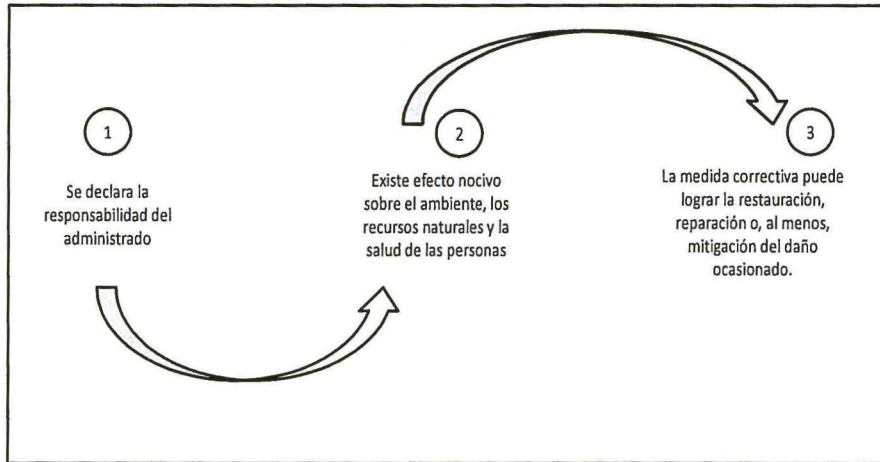 1
Se declara la
responsabilidad del
administrado
2
Existe efecto nocivo
sobre el ambiente, los
recursos naturales y la
salud de las personas
3
La medida correctiva puede
lograr la restauración,
reparación o, al menos,
mitigación del daño
ocasionado.